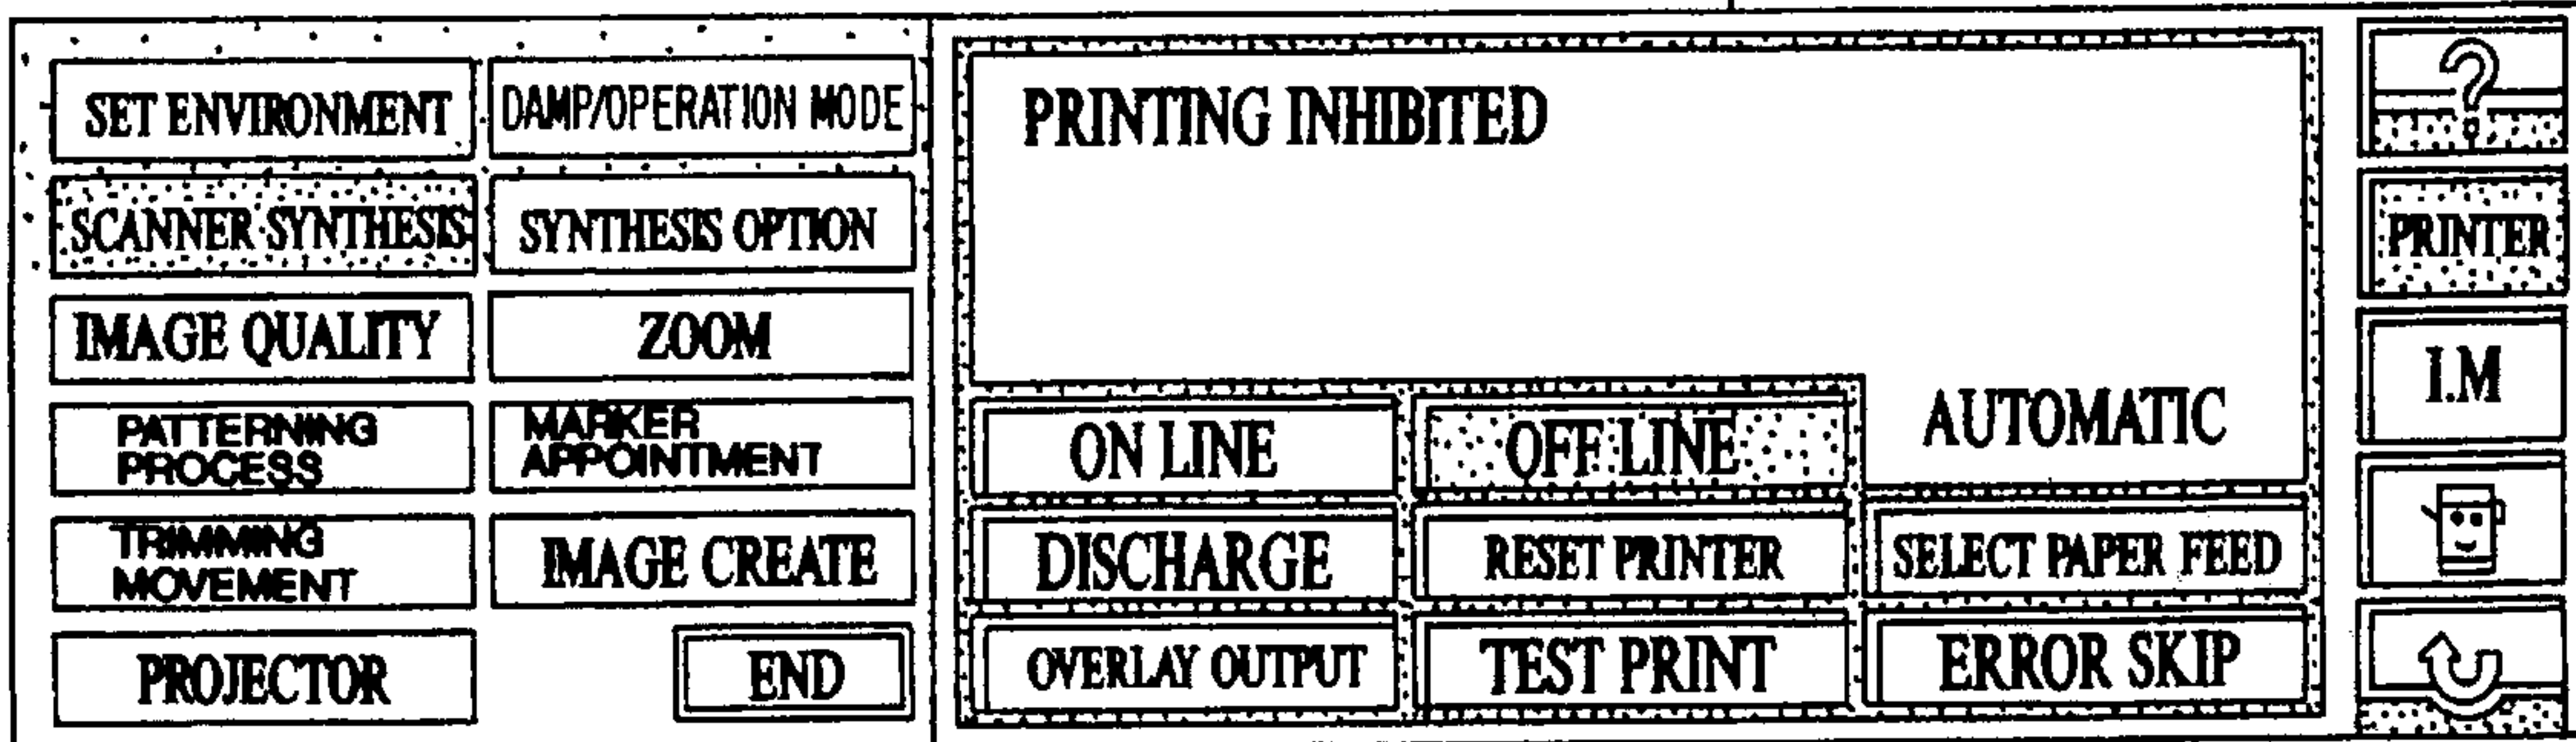 SET ENVIRONMENT
DAMP/OPERATION MODE
SCANNER SYNTHESIS
SYNTHESIS OPTION
IMAGE QUALITY
ZOOM
PATTERNING
PROCESS
MARKER
APPOINTMENT
TRIMMING
MOVEMENT
IMAGE CREATE
PROJECTOR
END
PRINTING INHIBITED
AUTOMATIC
ON LINE
OFF LINE
DISCHARGE
RESET PRINTER
SELECT PAPER FEED
OVERLAY OUTPUT
TEST PRINT
ERROR SKIP
?
PRINTER
I.M